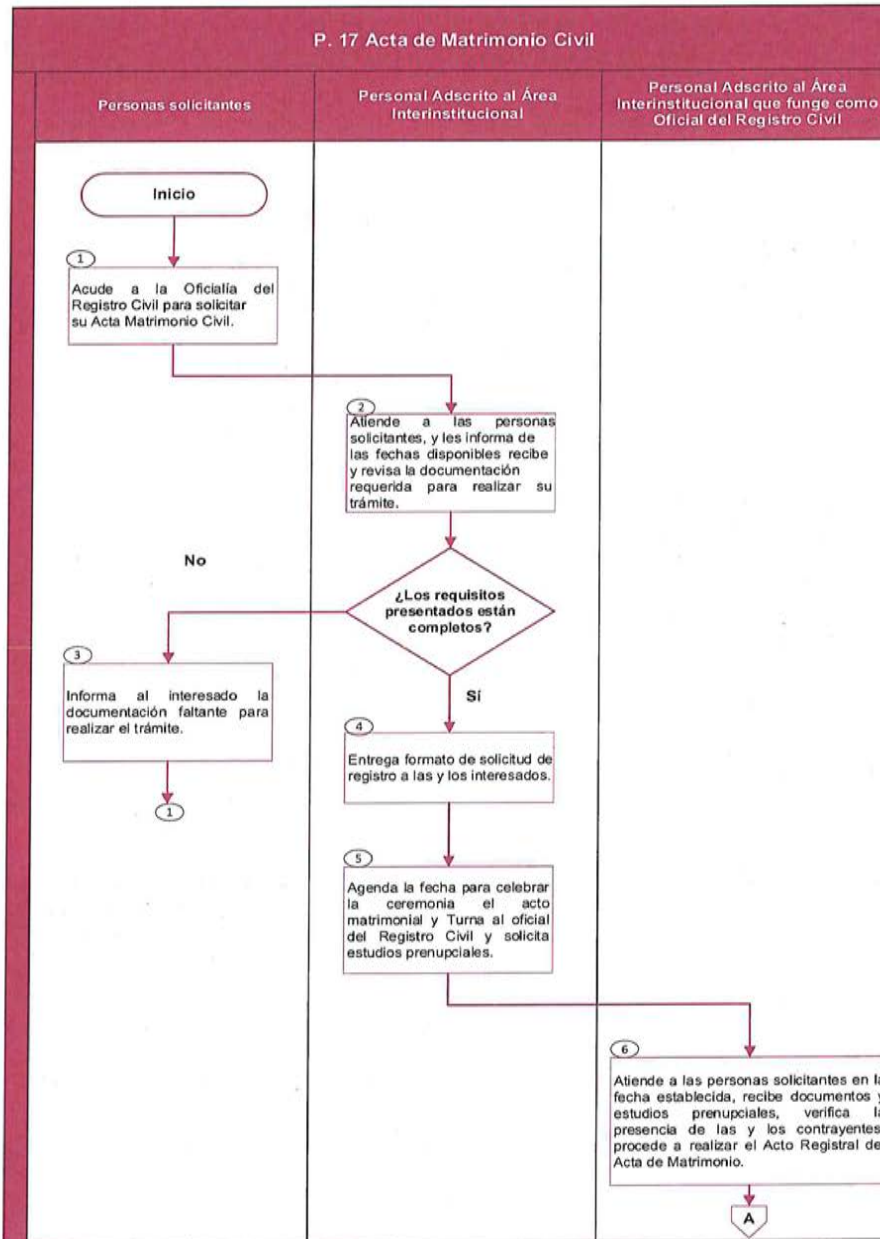 P. 17 Acta de Matrimonio Civil
Personas solicitantes
Personal Adscrito al Área
Interinstitucional
Personal Adscrito al Área
Interinstitucional que funge como
Oficial del Registro Civil
Inicio
1
Acude a la Oficialía del
Registro Civil para solicitar
su Acta Matrimonio Civil.
2
Atiende a las personas
solicitantes, y les informa de
las fechas disponibles recibe
y revisa la documentación
requerida para realizar su
trámite.
No
¿Los requisitos
presentados están
completos?
3
Informa al interesado la
documentación faltante para
realizar el trámite.
1
Sí
4
Entrega formato de solicitud de
registro a las y los interesados.
5
Agenda la fecha para celebrar
la ceremonia el acto
matrimonial y Turna al oficial
del Registro Civil y solicita
estudios prenupciales.
6
Atiende a las personas solicitantes en la
fecha establecida, recibe documentos y
estudios prenupciales, verifica la
presencia de las y los contrayentes
procede a realizar el Acto Registral de
Acta de Matrimonio.
A